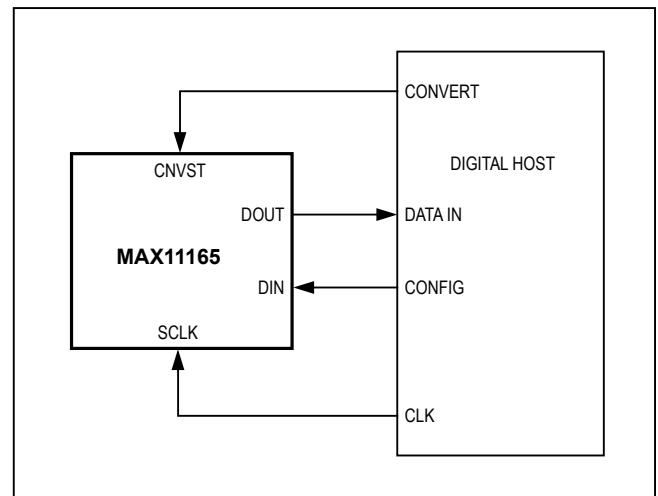 CONVERT
CNVST
DIGITAL HOST
DOUT
DATA IN
MAX11165
DIN
CONFIG
SCLK
CLK